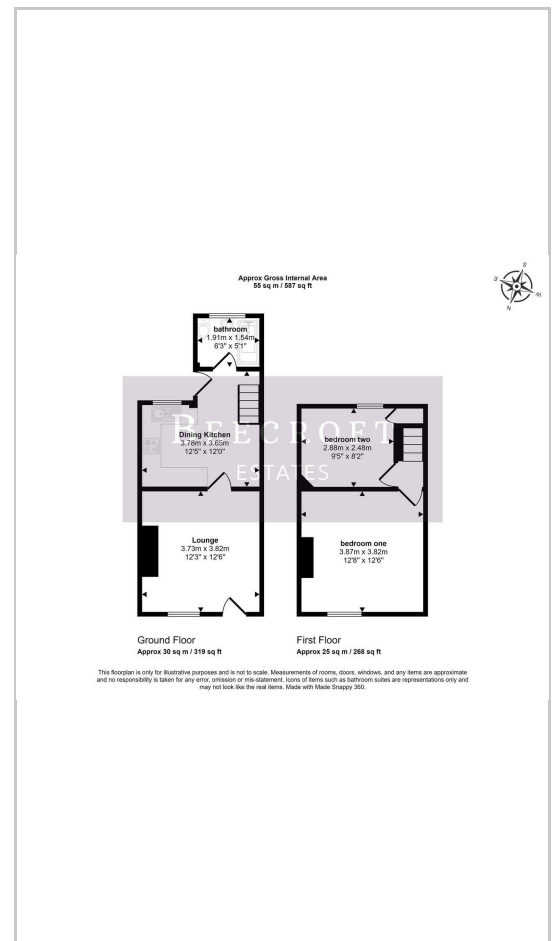 Approx Gross Internal Area
55 sq m / 587 sq ft
S
E
W
N
bathroom
1.91m x 1.54m
6'3" x 5'1"
BEECROFT
ESTATES
Dining Kitchen
3.78m x 3.65m
12'5" x 12'0"
bedroom two
2.88m x 2.48m
9'5" x 8'2"
Lounge
3.73m x 3.82m
12'3" x 12'6"
bedroom one
3.87m x 3.82m
12'8" x 12'6"
Ground Floor
Approx 30 sq m / 319 sq ft
First Floor
Approx 25 sq m / 268 sq ft
This floorplan is only for illustrative purposes and is not to scale. Measurements of rooms, doors, windows, and any items are approximate
and no responsibility is taken for any error, omission or mis-statement. Icons of items such as bathroom suites are representations only and
may not look like the real items. Made with Made Snappy 360.